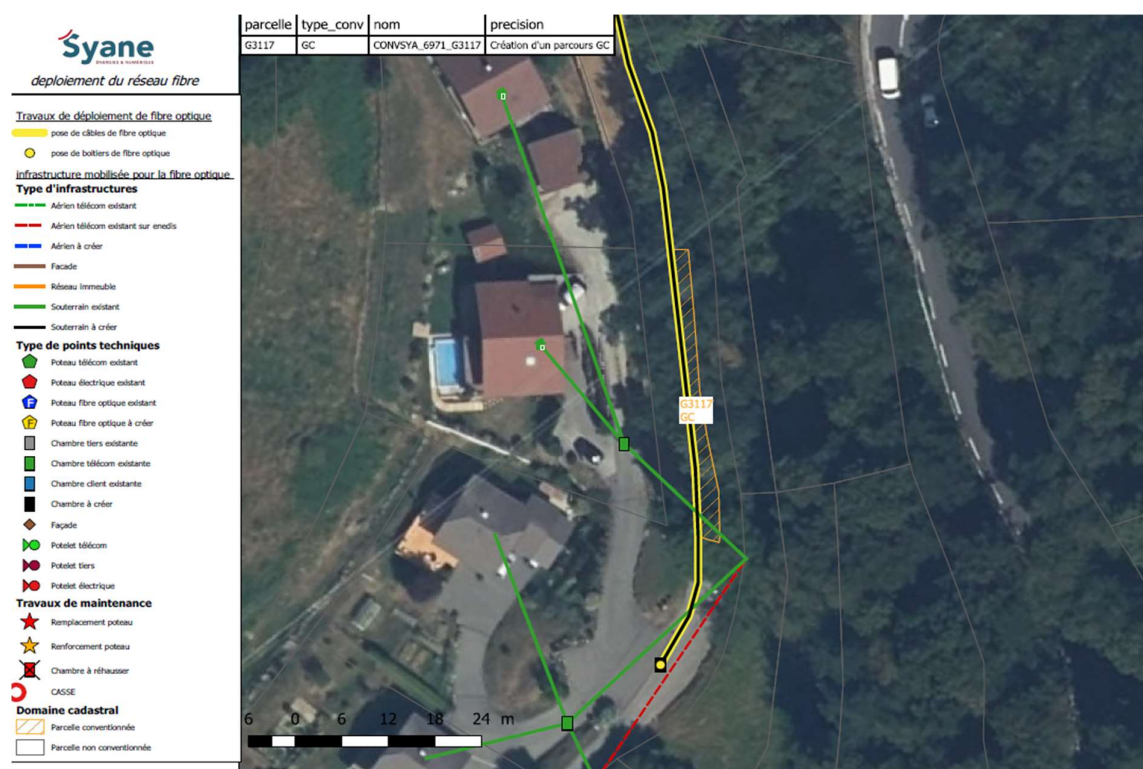 Syane
ÉNERGIES & NUMÉRIQUE
deploiement du réseau fibre
parcelle type_conv nom precision
G3117 GC CONVSYA_6971_G3117 Création d'un parcours GC
Travaux de déploiement de fibre optique
pose de câbles de fibre optique
pose de boitiers de fibre optique
infrastructure mobilisée pour la fibre optique
Type d'infrastructures
Aérien télécom existant
Aérien télécom existant sur enedis
Aérien à créer
Facade
Réseau immeuble
Souterrain existant
Souterrain à créer
Type de points techniques
Poteau télécom existant
Poteau électrique existant
F Poteau fibre optique existant
F Poteau fibre optique à créer
Chambre tiers existante
Chambre télécom existante
Chambre client existante
Chambre à créer
Façade
Potelet télécom
Potelet tiers
Potelet électrique
Travaux de maintenance
Remplacement poteau
Renforcement poteau
Chambre à réhausser
CASSE
Domaine cadastral
Parcelle conventionnée
Parcelle non conventionnée
G3117
GC
6 0 6 12 18 24 m